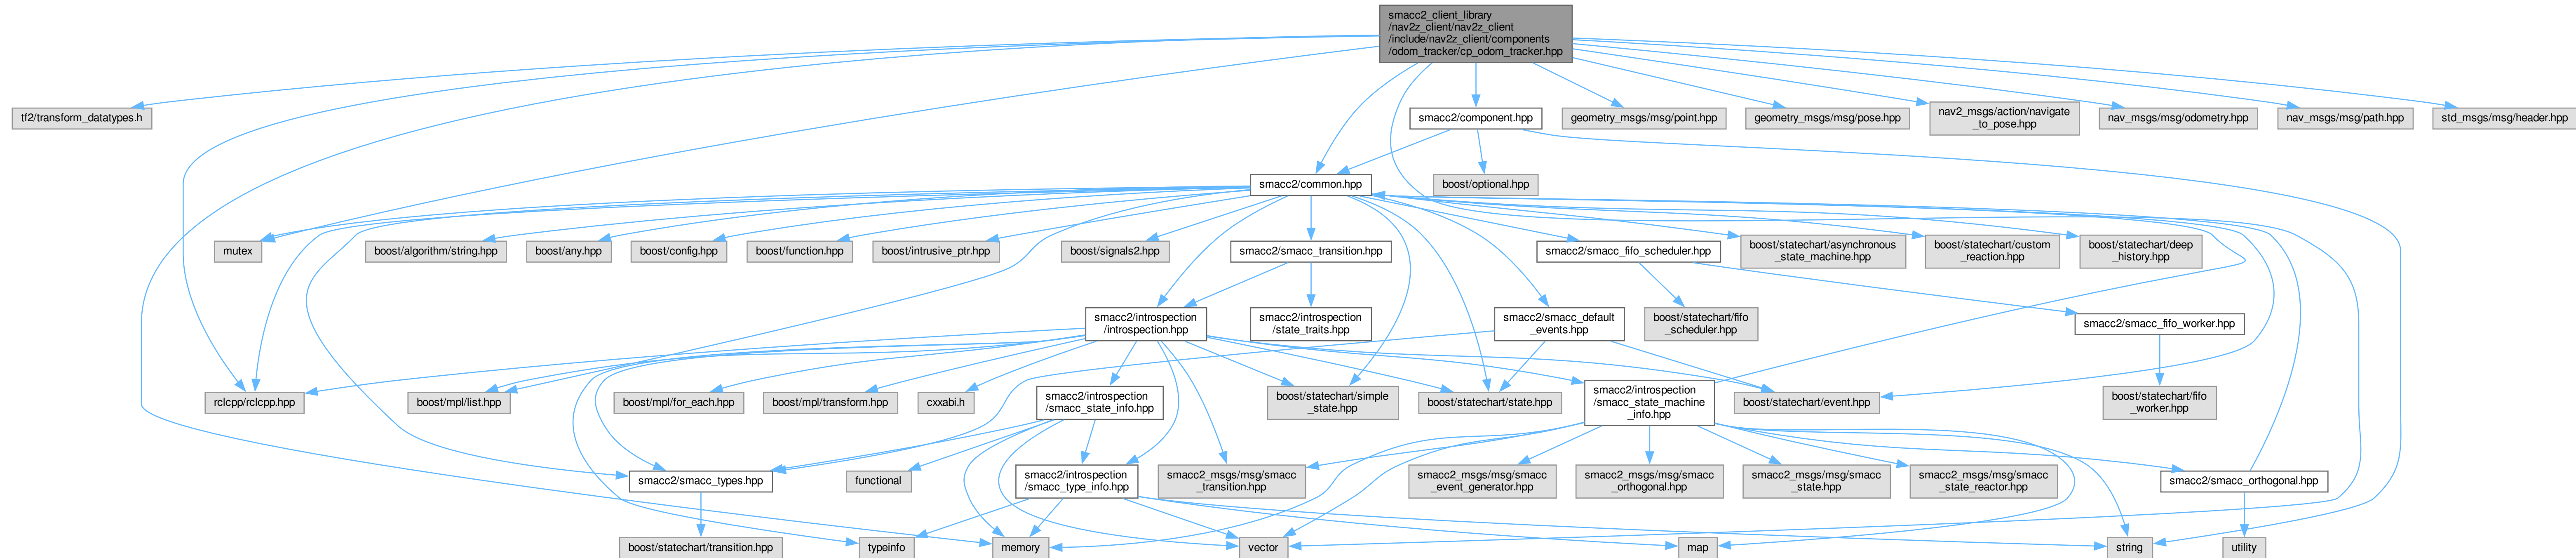 smacc2_client_library
/nav2z_client/nav2z_client
/include/nav2z_client/components
/odom_tracker/cp_odom_tracker.hpp
tf2/transform_datatypes.h
smacc2/component.hpp
geometry_msgs/msg/point.hpp
geometry_msgs/msg/pose.hpp
nav2_msgs/action/navigate
_to_pose.hpp
nav_msgs/msg/odometry.hpp
nav_msgs/msg/path.hpp
std_msgs/msg/header.hpp
smacc2/common.hpp
boost/optional.hpp
mutex
boost/algorithm/string.hpp
boost/any.hpp
boost/config.hpp
boost/function.hpp
boost/intrusive_ptr.hpp
boost/signals2.hpp
smacc2/smacc_transition.hpp
smacc2/smacc_fifo_scheduler.hpp
boost/statechart/asynchronous
_state_machine.hpp
boost/statechart/custom
_reaction.hpp
boost/statechart/deep
_history.hpp
smacc2/introspection
/introspection.hpp
smacc2/introspection
/state_traits.hpp
smacc2/smacc_default
_events.hpp
boost/statechart/fifo
_scheduler.hpp
smacc2/smacc_fifo_worker.hpp
rclcpp/rclcpp.hpp
boost/mpl/list.hpp
boost/mpl/for_each.hpp
boost/mpl/transform.hpp
cxxabi.h
smacc2/introspection
/smacc_state_info.hpp
boost/statechart/simple
_state.hpp
boost/statechart/state.hpp
smacc2/introspection
/smacc_state_machine
_info.hpp
boost/statechart/event.hpp
boost/statechart/fifo
_worker.hpp
smacc2/smacc_types.hpp
functional
smacc2/introspection
/smacc_type_info.hpp
smacc2_msgs/msg/smacc
_transition.hpp
smacc2_msgs/msg/smacc
_event_generator.hpp
smacc2_msgs/msg/smacc
_orthogonal.hpp
smacc2_msgs/msg/smacc
_state.hpp
smacc2_msgs/msg/smacc
_state_reactor.hpp
smacc2/smacc_orthogonal.hpp
boost/statechart/transition.hpp
typeinfo
memory
vector
map
string
utility